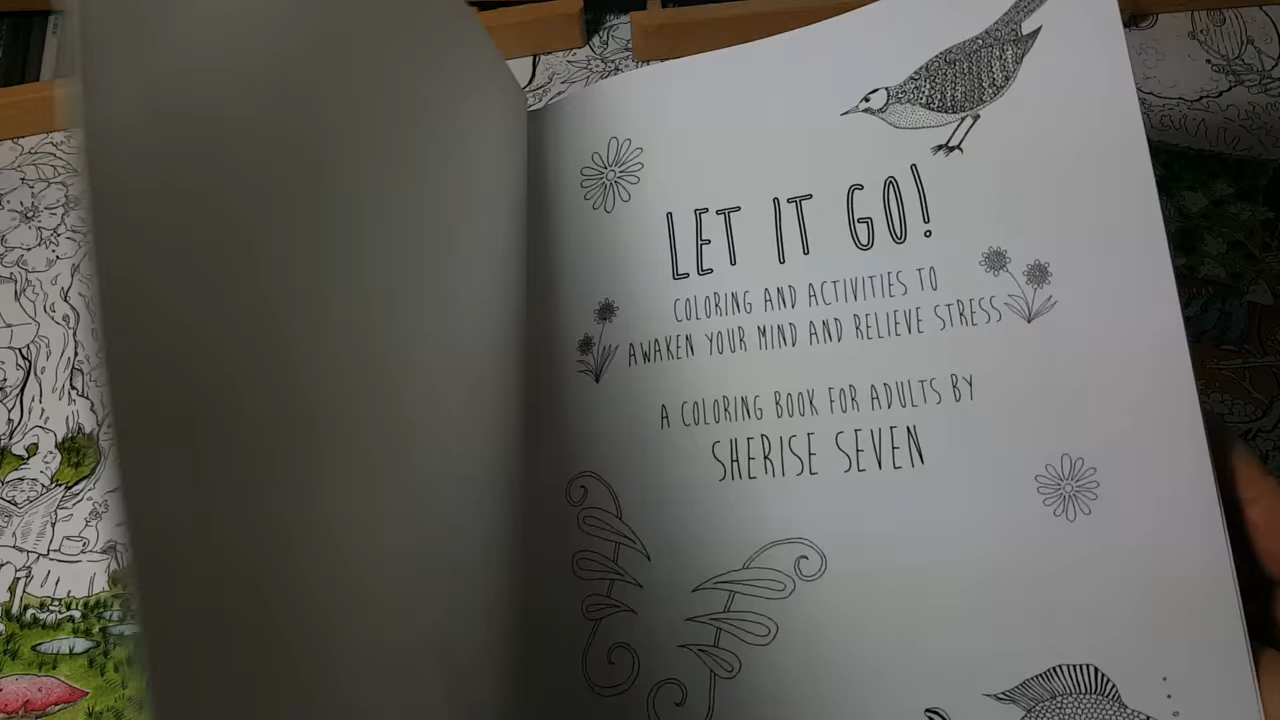 LET IT GO!
COLORING AND ACTIVITIES TO
AWAKEN YOUR MIND AND RELIEVE STRESS
A COLORING BOOK FOR ADULTS BY
SHERISE SEVEN